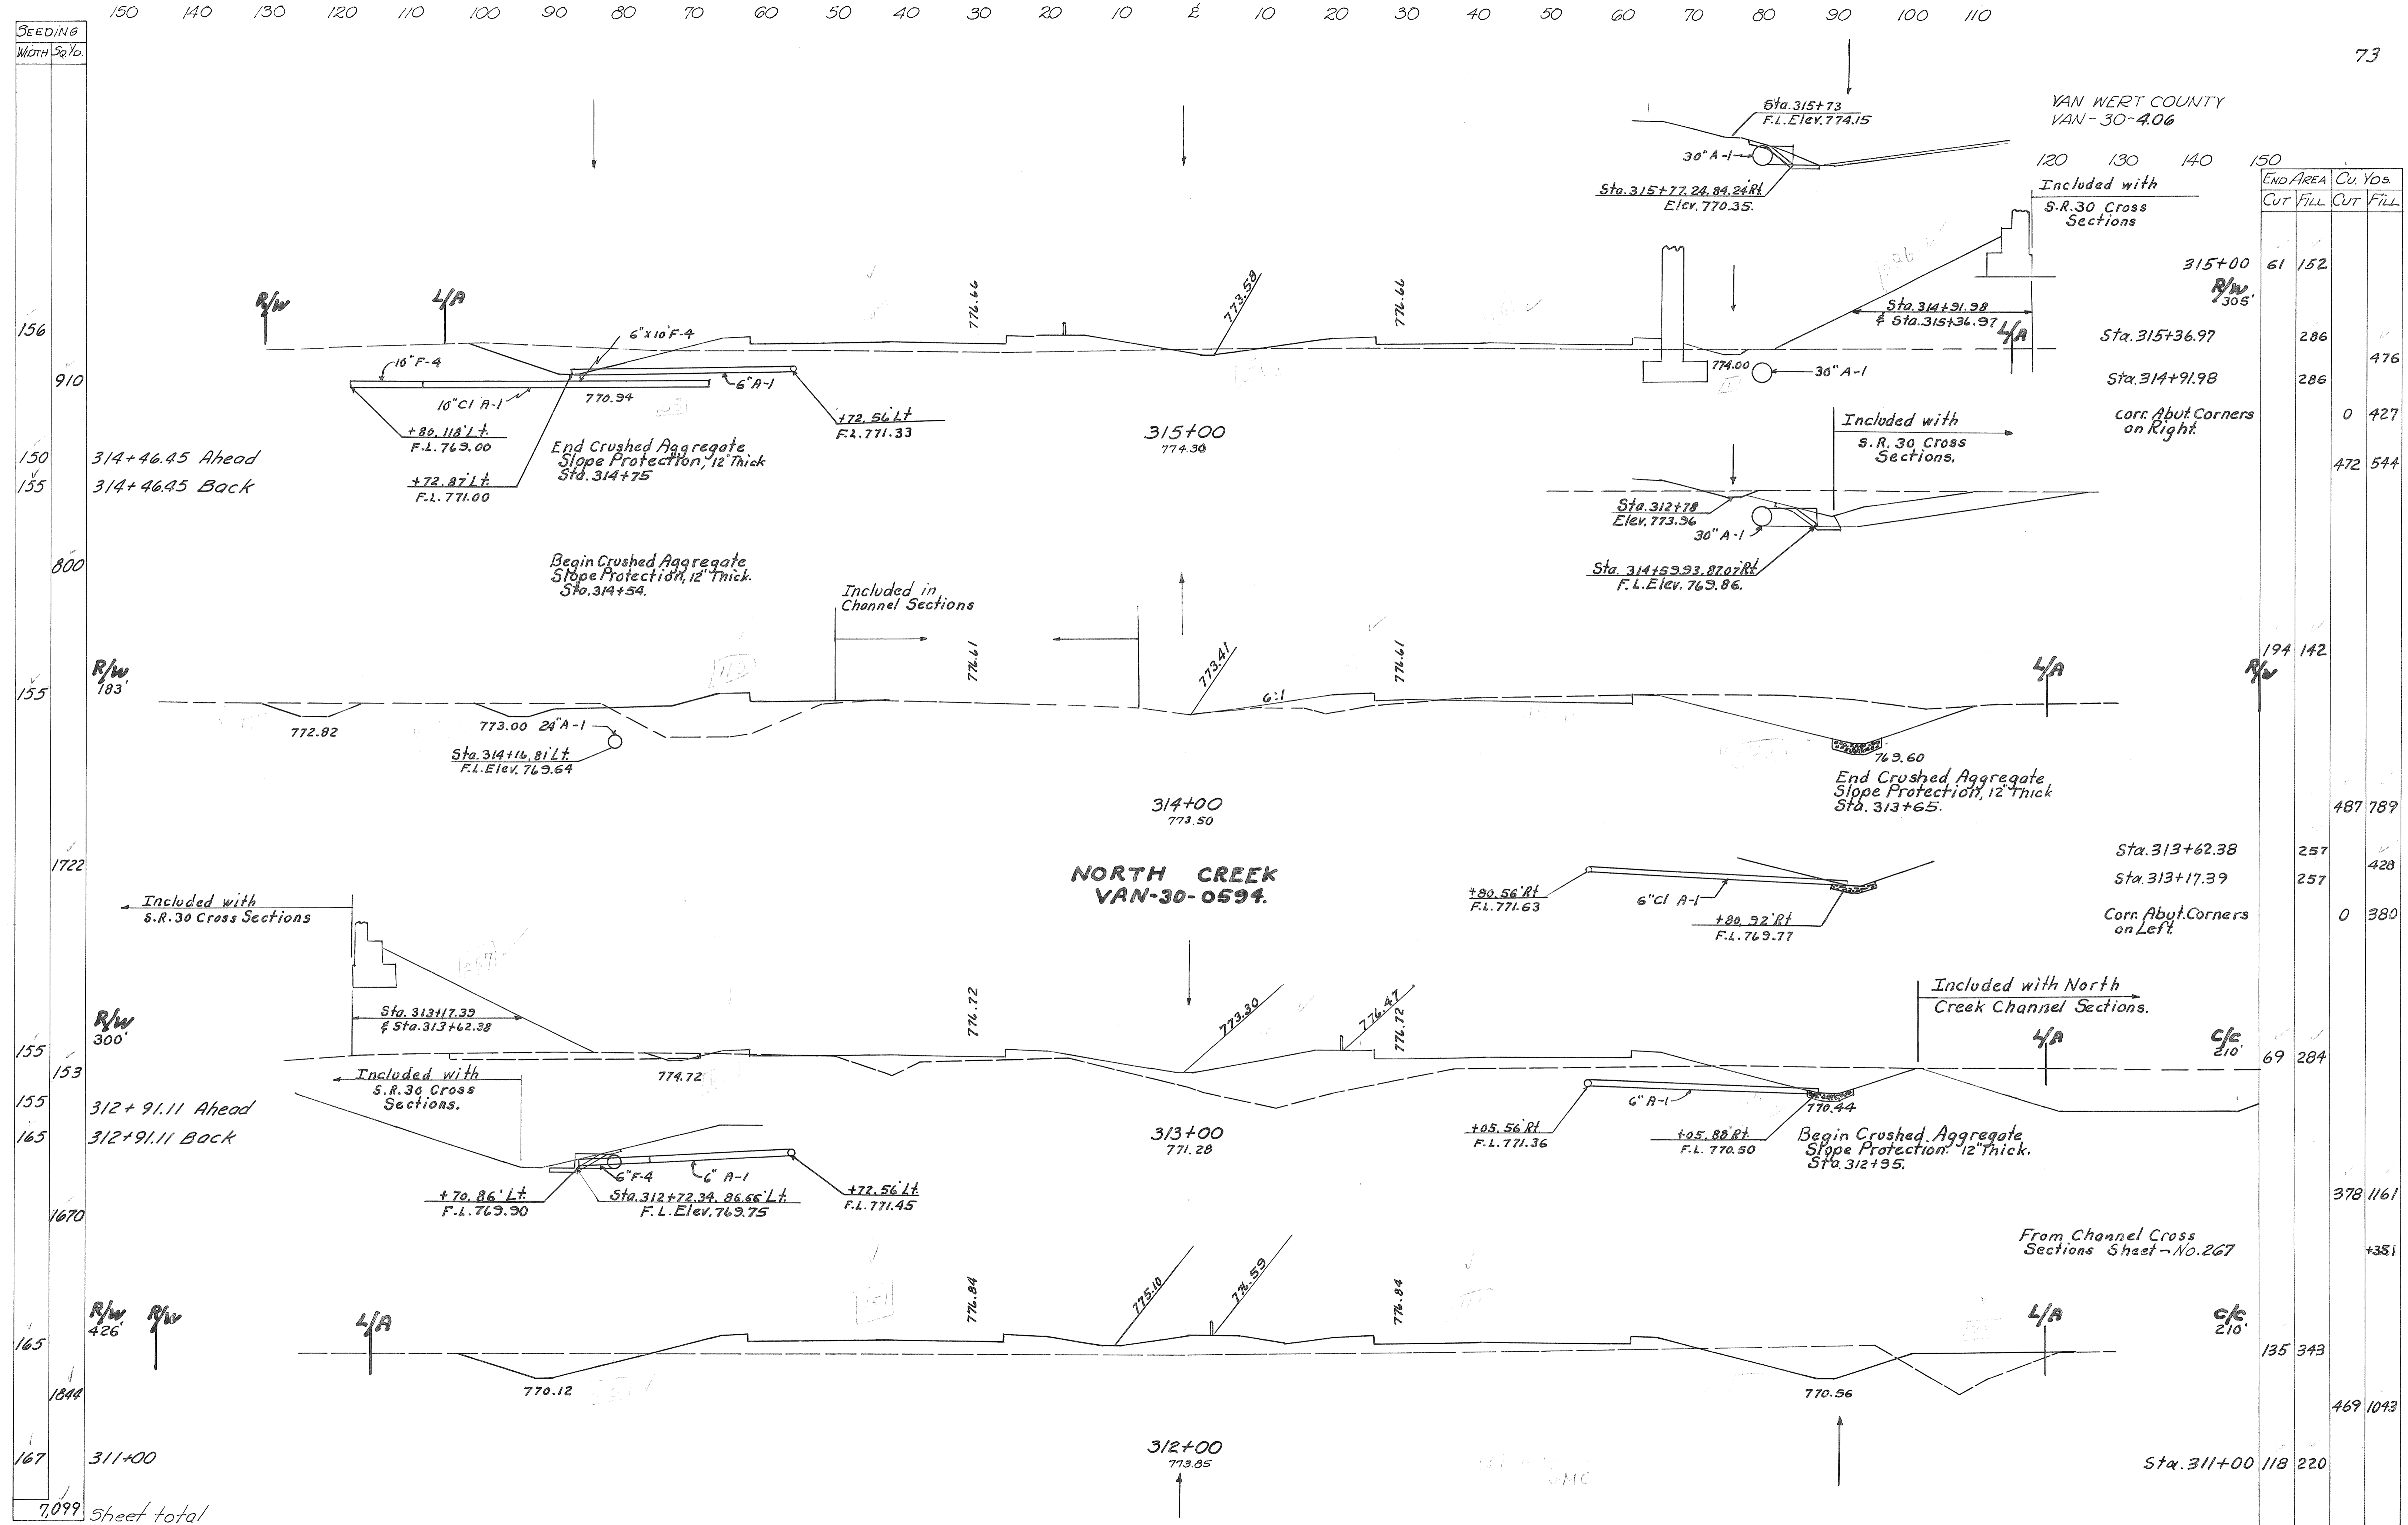 150 140 130 120 110 100 90 80 70 60 50 40 30 20 10 ℄ 10 20 30 40 50 60 70 80 90 100 110
73
SEEDING
WIDTH SQ.YD.
VAN WERT COUNTY
VAN-30-4.06
120 130 140 150
END AREA CU. YDS.
CUT FILL CUT FILL
Sta.315+73
F.L.Elev.774.15
30" A-1
Sta.315+77.24, 84.24' Rt.
Elev.770.35.
Included with
S.R.30 Cross
Sections
315+00 61 152
R/W
305'
R/W
L/A
776.66
773.58
776.66
Sta.314+91.98
& Sta.315+36.97
L/A
Sta.315+36.97 286
476
Sta.314+91.98 286
Corr. Abut. Corners
on Right.
0 427
156
6"x10' F-4
10" F-4
910
10" Cl A-1
770.94
6" A-1
774.00
30" A-1
+80, 118' Lt.
F.L.769.00
+72, 56' Lt
F.L.771.33
End Crushed Aggregate
Slope Protection, 12" Thick
Sta.314+75
+72, 87' Lt.
F.L.771.00
315+00
774.30
Included with
S.R.30 Cross
Sections.
150 314+46.45 Ahead
155 314+46.45 Back
472 544
Sta.312+78
Elev.773.96
30" A-1
Sta. 314+59.93, 87.07' Rt.
F.L.Elev. 769.86.
800
Begin Crushed Aggregate
Slope Protection, 12" Thick.
Sta.314+54.
Included in
Channel Sections
194 142
R/W
183'
776.61
773.41
776.61
L/A
R/W
155
6:1
772.82
773.00
24" A-1
Sta.314+16, 81' Lt.
F.L.Elev. 769.64
769.60
End Crushed Aggregate
Slope Protection, 12" Thick
Sta.313+65.
314+00
773.50
487 789
1722
NORTH CREEK
VAN-30-0594.
Sta.313+62.38 257
428
Sta.313+17.39 257
Corr. Abut. Corners
on Left.
0 380
+80, 56' Rt
F.L.771.63
6" Cl A-1
+80, 92' Rt
F.L.769.77
Included with
S.R.30 Cross Sections
Sta.313+17.39
& Sta.313+62.38
R/W
300'
776.72
773.30
776.47
776.72
Included with North
Creek Channel Sections.
L/A
C/C
210'
69 284
155
153
774.72
Included with
S.R.30 Cross
Sections.
155 312+91.11 Ahead
165 312+91.11 Back
313+00
771.28
6" A-1
+05, 56' Rt
F.L.771.36
770.44
+05, 88' Rt.
F.L. 770.50
Begin Crushed Aggregate
Slope Protection. 12" Thick.
Sta.312+95.
6" F-4
6" A-1
+70, 86' Lt.
F.L.769.90
Sta.312+72.34, 86.66' Lt.
F.L.Elev.769.75
+72, 56' Lt
F.L.771.45
378 1161
1670
From Channel Cross
Sections Sheet-No.267
+351
R/W
426'
R/W
L/A
776.84
775.10
776.59
776.84
L/A
C/C
210'
165
135 343
770.12
770.56
1844
469 1043
312+00
773.85
167 311+00
Sta.311+00 118 220
7,099 Sheet total